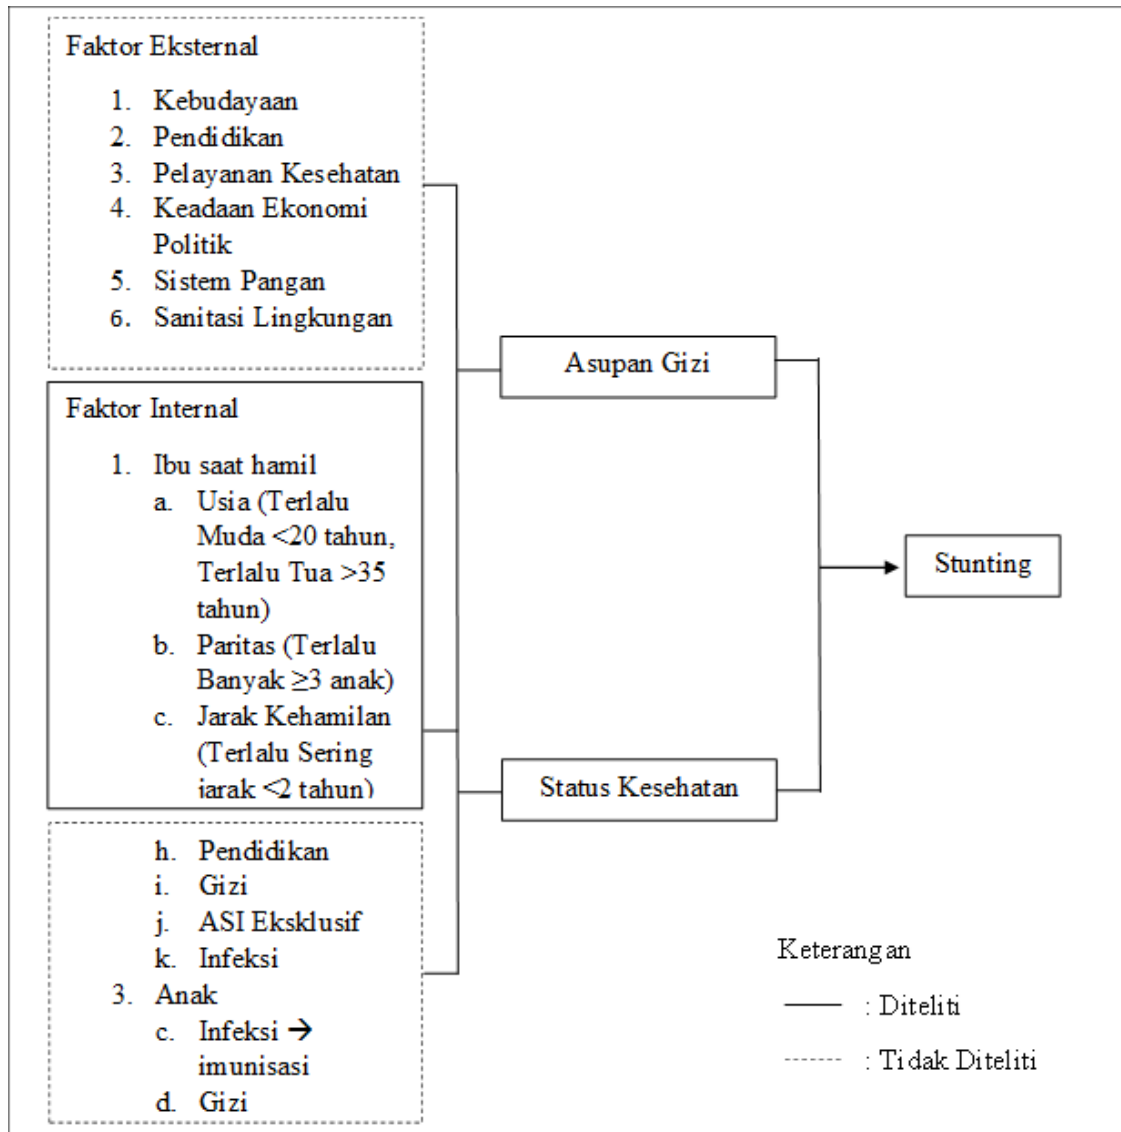 Faktor Eksternal
1. Kebudayaan
2. Pendidikan
3. Pelayanan Kesehatan
4. Keadaan Ekonomi
Politik
5. Sistem Pangan
6. Sanitasi Lingkungan
Faktor Internal
1. Ibu saat hamil
a. Usia (Terlalu
Muda <20 tahun,
Terlalu Tua >35
tahun)
b. Paritas (Terlalu
Banyak ≥3 anak)
c. Jarak Kehamilan
(Terlalu Sering
jarak <2 tahun)
h. Pendidikan
i. Gizi
j. ASI Eksklusif
k. Infeksi
3. Anak
c. Infeksi →
imunisasi
d. Gizi
Asupan Gizi
Status Kesehatan
Stunting
Keterangan
: Diteliti
: Tidak Diteliti